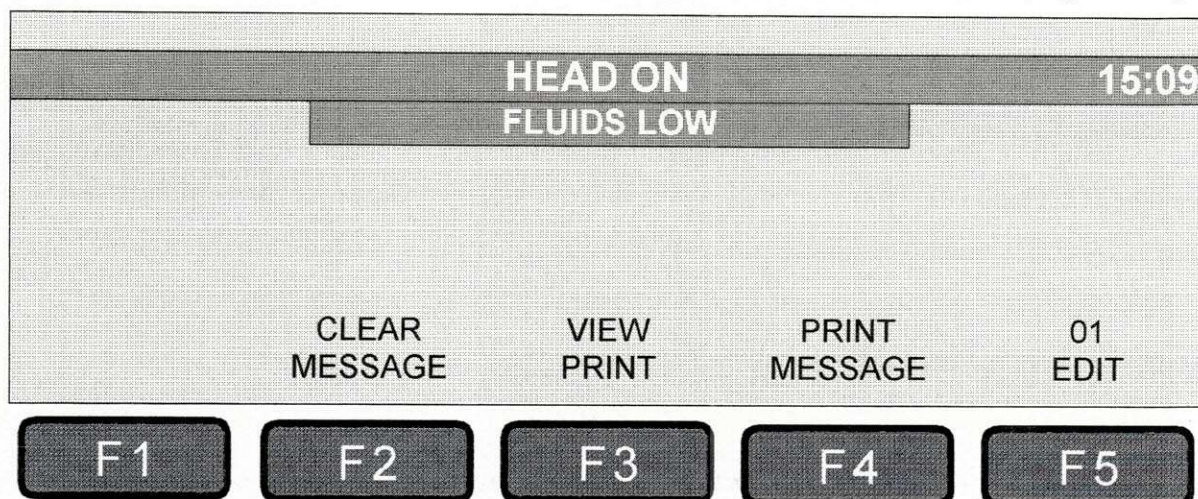 HEAD ON 15:09
FLUIDS LOW
CLEAR MESSAGE VIEW PRINT PRINT MESSAGE 01 EDIT
F1 F2 F3 F4 F5